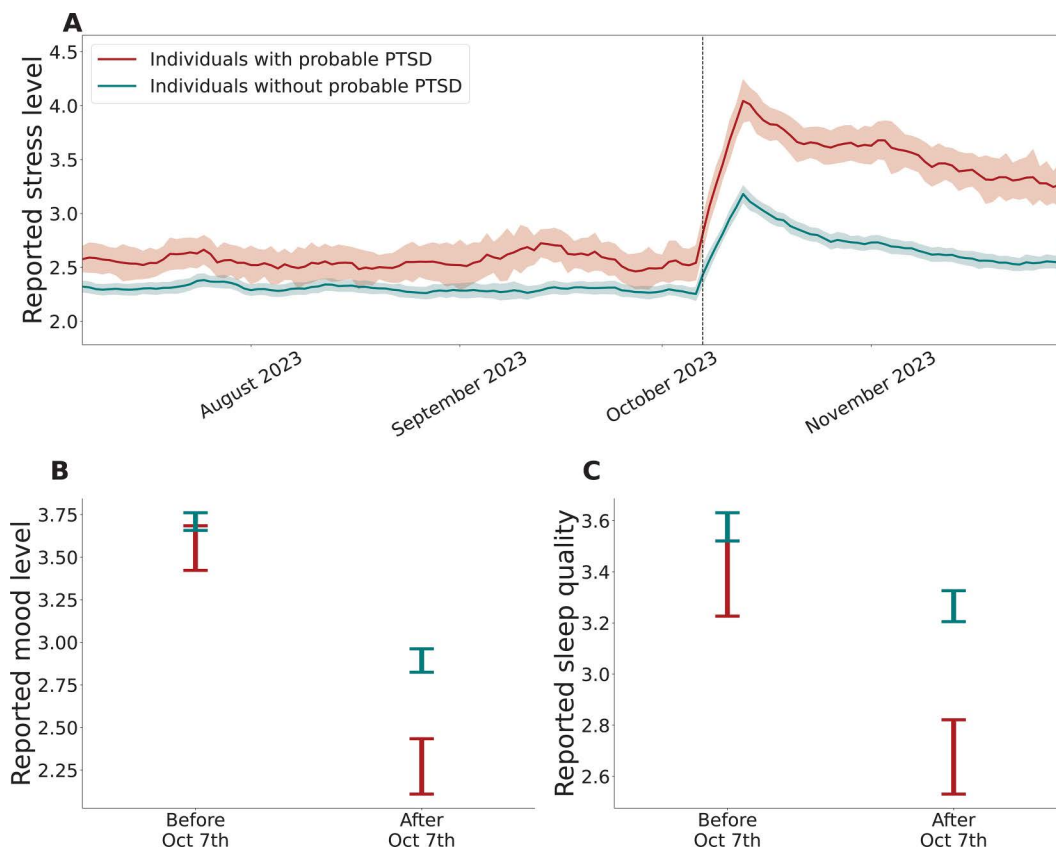 A
Reported stress level
4.5
4.0
3.5
3.0
2.5
2.0
Individuals with probable PTSD
Individuals without probable PTSD
August 2023
September 2023
October 2023
November 2023
B
Reported mood level
3.75
3.50
3.25
3.00
2.75
2.50
2.25
Before
Oct 7th
After
Oct 7th
C
Reported sleep quality
3.6
3.4
3.2
3.0
2.8
2.6
Before
Oct 7th
After
Oct 7th